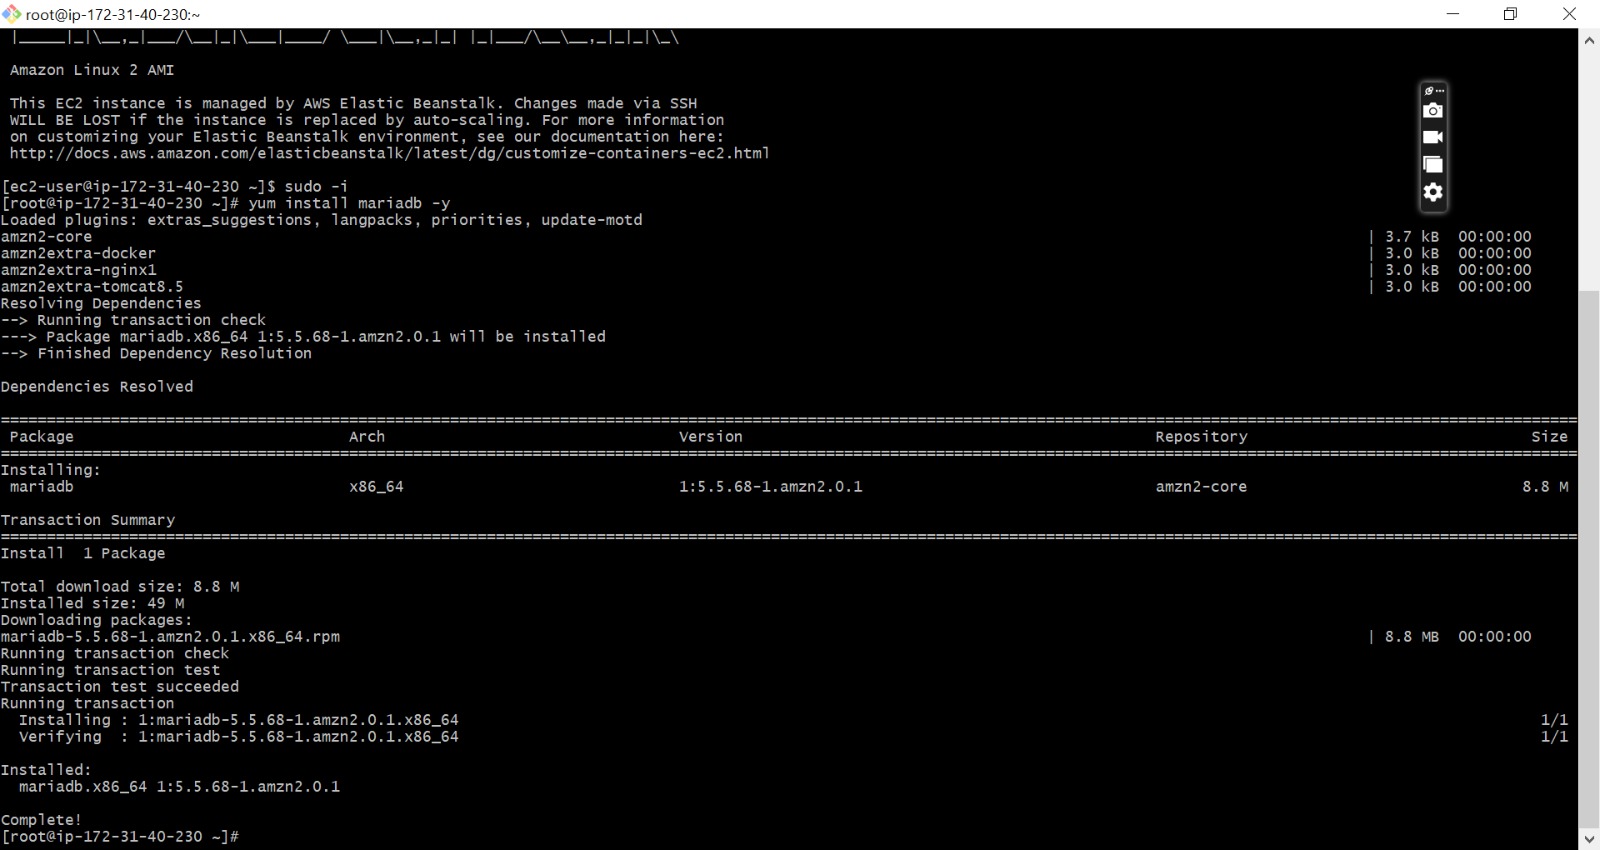 root@ip-172-31-40-230:~
|_____|_|\__,_|___/\__|_|\___|____/ \___|\__,_|_| |_|___/\__\__,_|_|_|\_\
Amazon Linux 2 AMI
This EC2 instance is managed by AWS Elastic Beanstalk. Changes made via SSH
WILL BE LOST if the instance is replaced by auto-scaling. For more information
on customizing your Elastic Beanstalk environment, see our documentation here:
http://docs.aws.amazon.com/elasticbeanstalk/latest/dg/customize-containers-ec2.html
[ec2-user@ip-172-31-40-230 ~]$ sudo -i
[root@ip-172-31-40-230 ~]# yum install mariadb -y
Loaded plugins: extras_suggestions, langpacks, priorities, update-motd
amzn2-core | 3.7 kB 00:00:00
amzn2extra-docker | 3.0 kB 00:00:00
amzn2extra-nginx1 | 3.0 kB 00:00:00
amzn2extra-tomcat8.5 | 3.0 kB 00:00:00
Resolving Dependencies
--> Running transaction check
---> Package mariadb.x86_64 1:5.5.68-1.amzn2.0.1 will be installed
--> Finished Dependency Resolution
Dependencies Resolved
Package Arch Version Repository Size
Installing:
mariadb x86_64 1:5.5.68-1.amzn2.0.1 amzn2-core 8.8 M
Transaction Summary
Install 1 Package
Total download size: 8.8 M
Installed size: 49 M
Downloading packages:
mariadb-5.5.68-1.amzn2.0.1.x86_64.rpm | 8.8 MB 00:00:00
Running transaction check
Running transaction test
Transaction test succeeded
Running transaction
Installing : 1:mariadb-5.5.68-1.amzn2.0.1.x86_64 1/1
Verifying : 1:mariadb-5.5.68-1.amzn2.0.1.x86_64 1/1
Installed:
mariadb.x86_64 1:5.5.68-1.amzn2.0.1
Complete!
[root@ip-172-31-40-230 ~]#